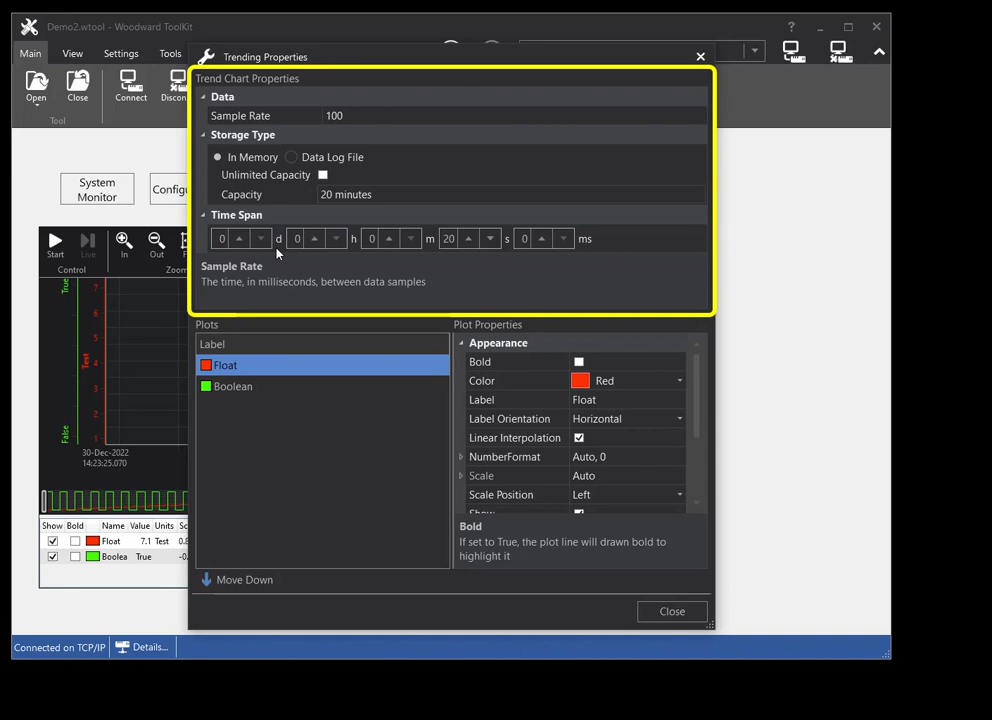 Demo2.wtool - Woodward ToolKit
?
Main View Settings Tools
Trending Properties
Open Close Connect
Tool
Trend Chart Properties
Data
Sample Rate 100
Storage Type
In Memory Data Log File
Unlimited Capacity
Capacity 20 minutes
Time Span
0 d 0 h 0 m 20 s 0 ms
Sample Rate
The time, in milliseconds, between data samples
System
Monitor
Start Live In Out
Control
True
7
6
5
Test
4
3
2
1
False
30-Dec-2022
14:23:25.070
Show Bold Name Value Units
Float 7.1 Test
Boolea True
Plots
Label
Float
Boolean
Move Down
Plot Properties
Appearance
Bold
Color Red
Label Float
Label Orientation Horizontal
Linear Interpolation
NumberFormat Auto, 0
Scale Auto
Scale Position Left
Show
Bold
If set to True, the plot line will drawn bold to
highlight it
Close
Connected on TCP/IP Details...